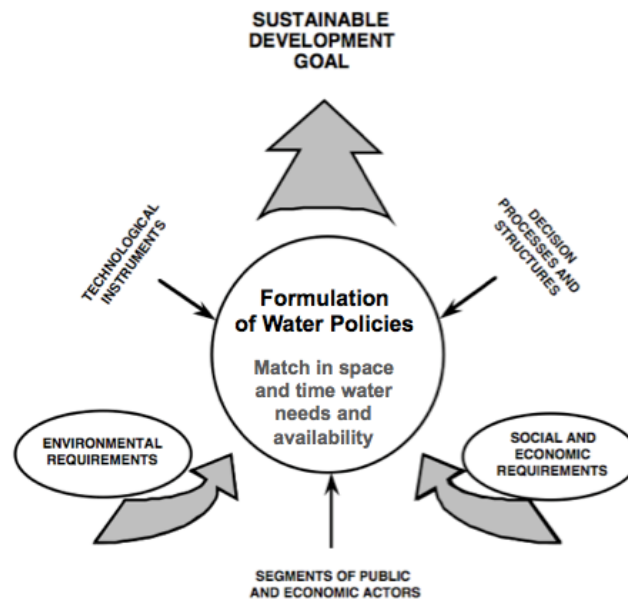 SUSTAINABLE
DEVELOPMENT
GOAL
TECHNOLOGICAL
INSTRUMENTS
DECISION
PROCESSES AND
STRUCTURES
Formulation
of Water Policies
Match in space
and time water
needs and
availability
ENVIRONMENTAL
REQUIREMENTS
SOCIAL AND
ECONOMIC
REQUIREMENTS
SEGMENTS OF PUBLIC
AND ECONOMIC ACTORS